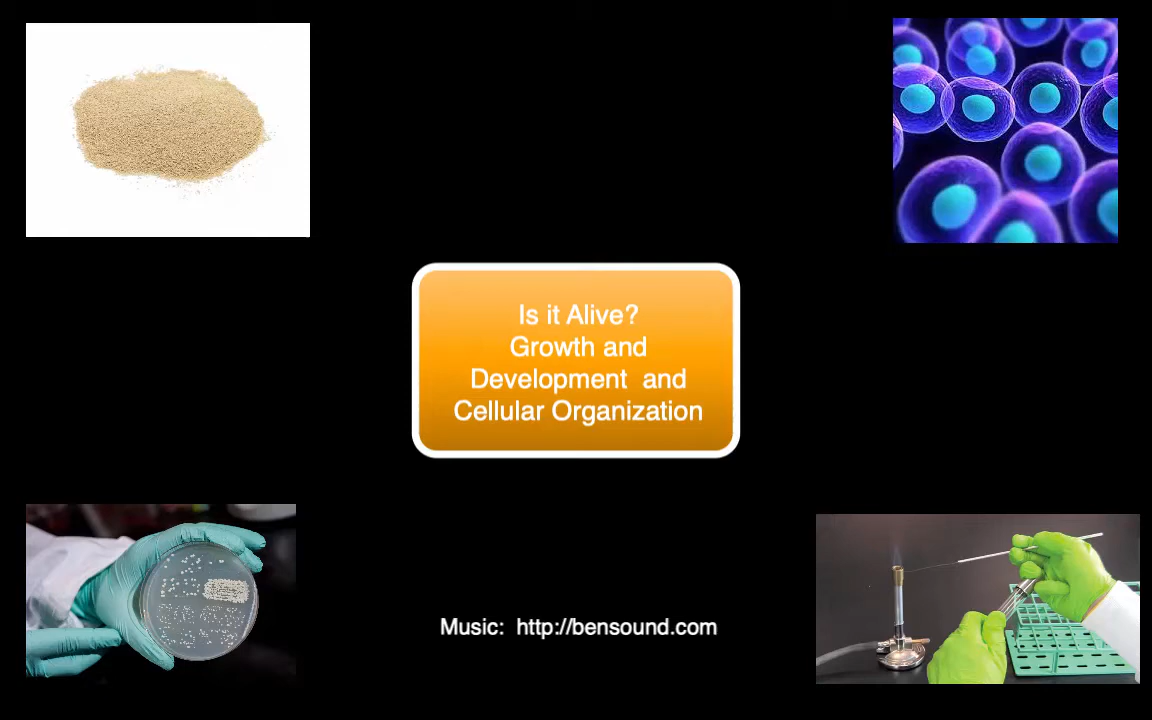 Is it Alive?
Growth and
Development  and
Cellular Organization
Music:  http://bensound.com